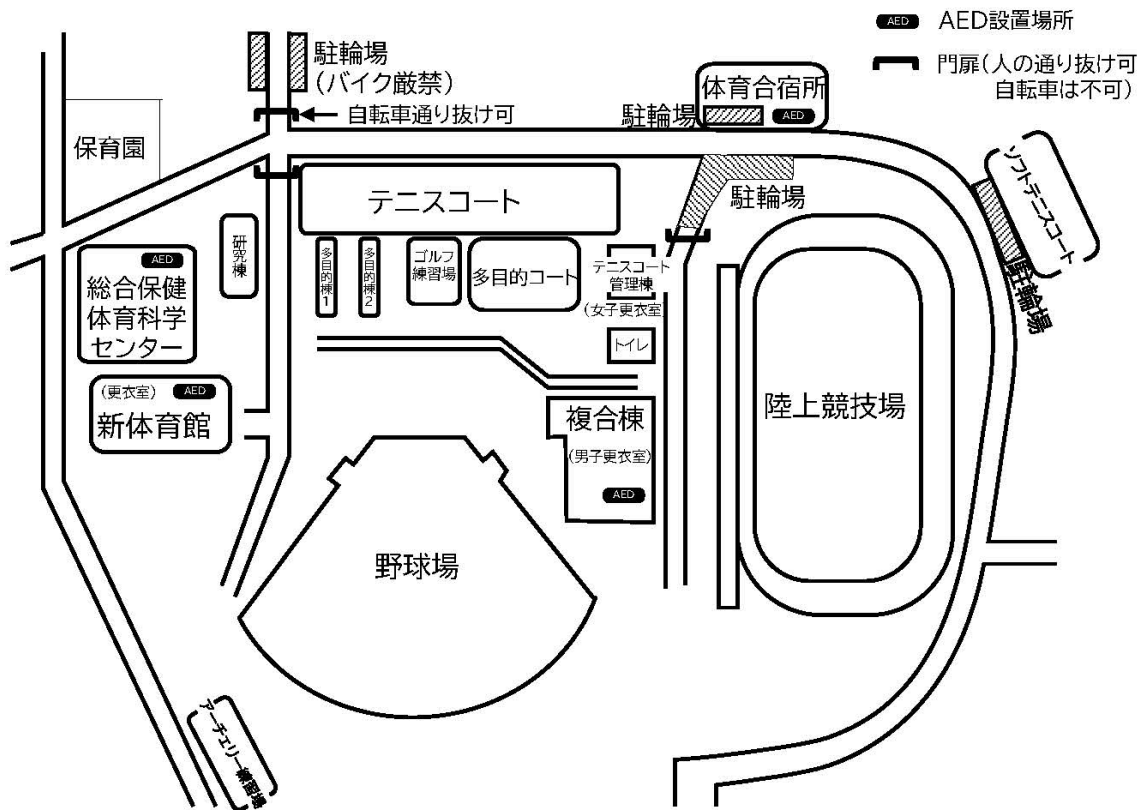 AED AED設置場所
門扉(人の通り抜け可
自転車は不可)
駐輪場
(バイク厳禁)
自転車通り抜け可
体育合宿所
駐輪場
AED
保育園
テニスコート
駐輪場
ソフトテニスコート
駐輪場
研究棟
AED
総合保健
体育科学
センター
多目的棟1
多目的棟2
ゴルフ
練習場
多目的コート
テニスコート
管理棟
(女子更衣室)
トイレ
(更衣室) AED
新体育館
複合棟
(男子更衣室)
AED
陸上競技場
野球場
アーチェリー練習場